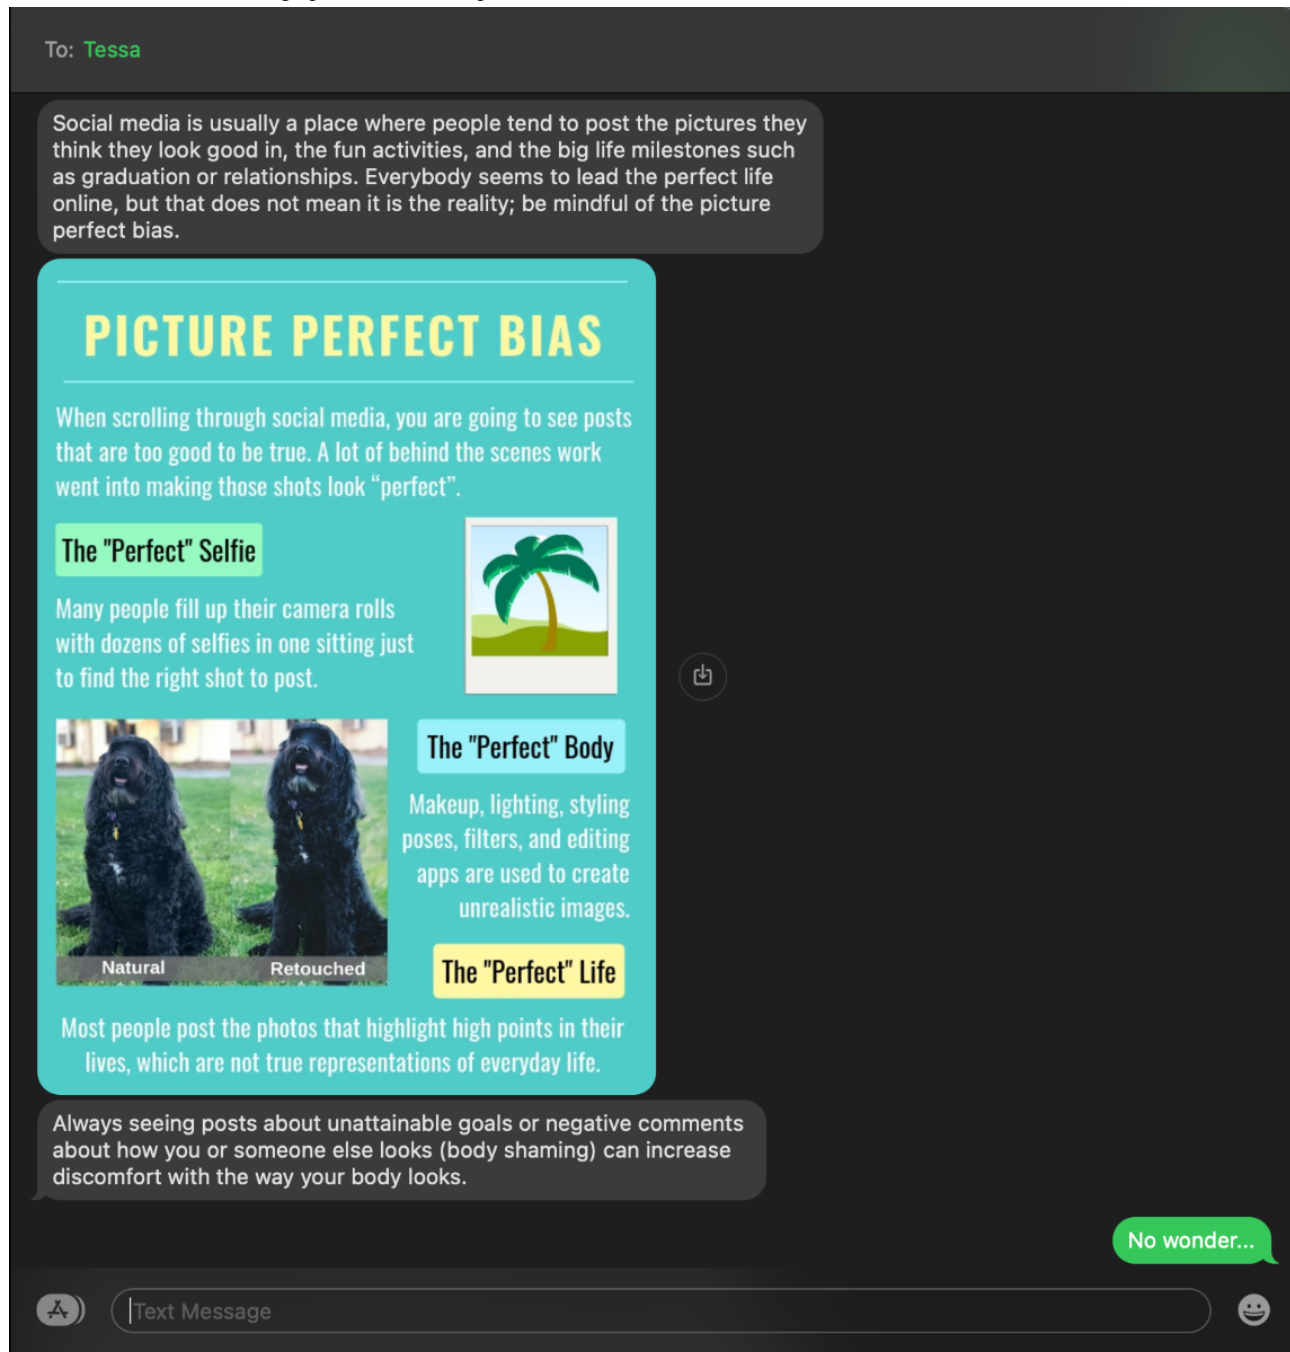 To: Tessa
Social media is usually a place where people tend to post the pictures they
think they look good in, the fun activities, and the big life milestones such
as graduation or relationships. Everybody seems to lead the perfect life
online, but that does not mean it is the reality; be mindful of the picture
perfect bias.
PICTURE PERFECT BIAS
When scrolling through social media, you are going to see posts
that are too good to be true. A lot of behind the scenes work
went into making those shots look “perfect”.
The "Perfect" Selfie
Many people fill up their camera rolls
with dozens of selfies in one sitting just
to find the right shot to post.
Natural
Retouched
The "Perfect" Body
Makeup, lighting, styling
poses, filters, and editing
apps are used to create
unrealistic images.
The "Perfect" Life
Most people post the photos that highlight high points in their
lives, which are not true representations of everyday life.
Always seeing posts about unattainable goals or negative comments
about how you or someone else looks (body shaming) can increase
discomfort with the way your body looks.
No wonder...
Text Message